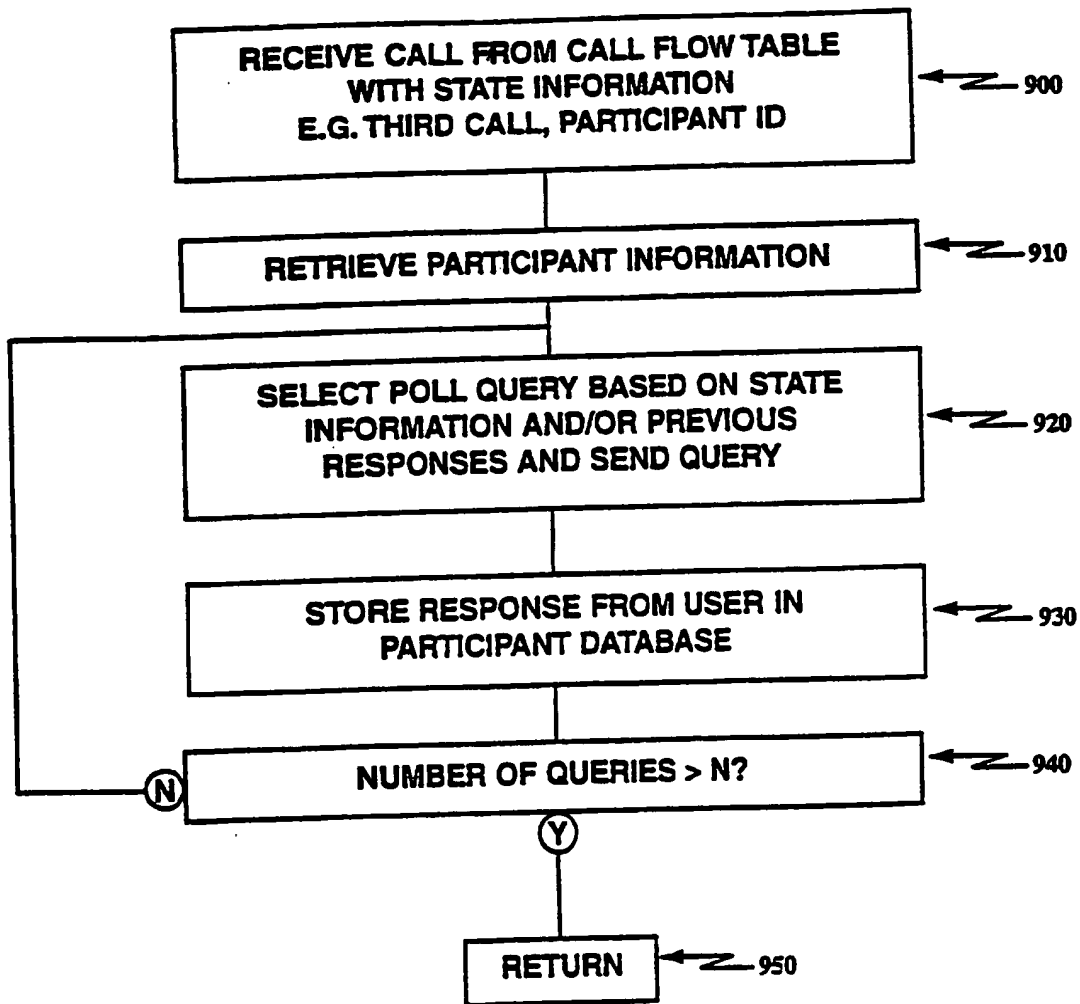 RECEIVE CALL FROM CALL FLOW TABLE
WITH STATE INFORMATION
E.G. THIRD CALL, PARTICIPANT ID
900
RETRIEVE PARTICIPANT INFORMATION
910
SELECT POLL QUERY BASED ON STATE
INFORMATION AND/OR PREVIOUS
RESPONSES AND SEND QUERY
920
STORE RESPONSE FROM USER IN
PARTICIPANT DATABASE
930
NUMBER OF QUERIES > N?
940
N
Y
RETURN
950